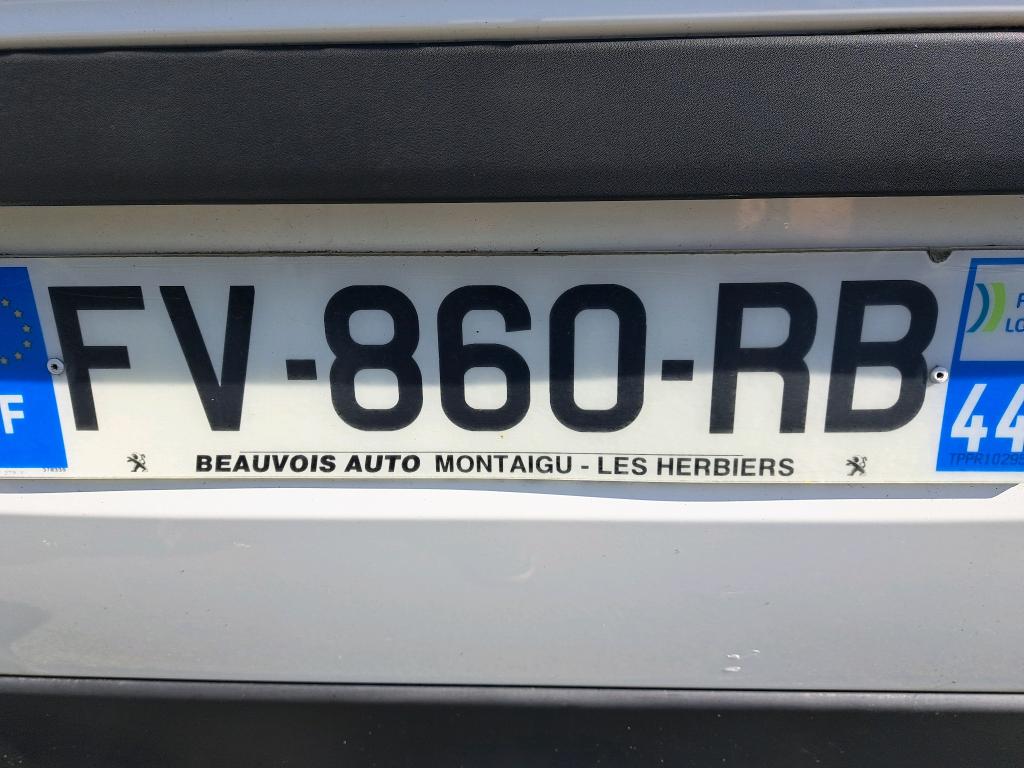 F
FV-860-RB
44
BEAUVOIS AUTO MONTAIGU - LES HERBIERS